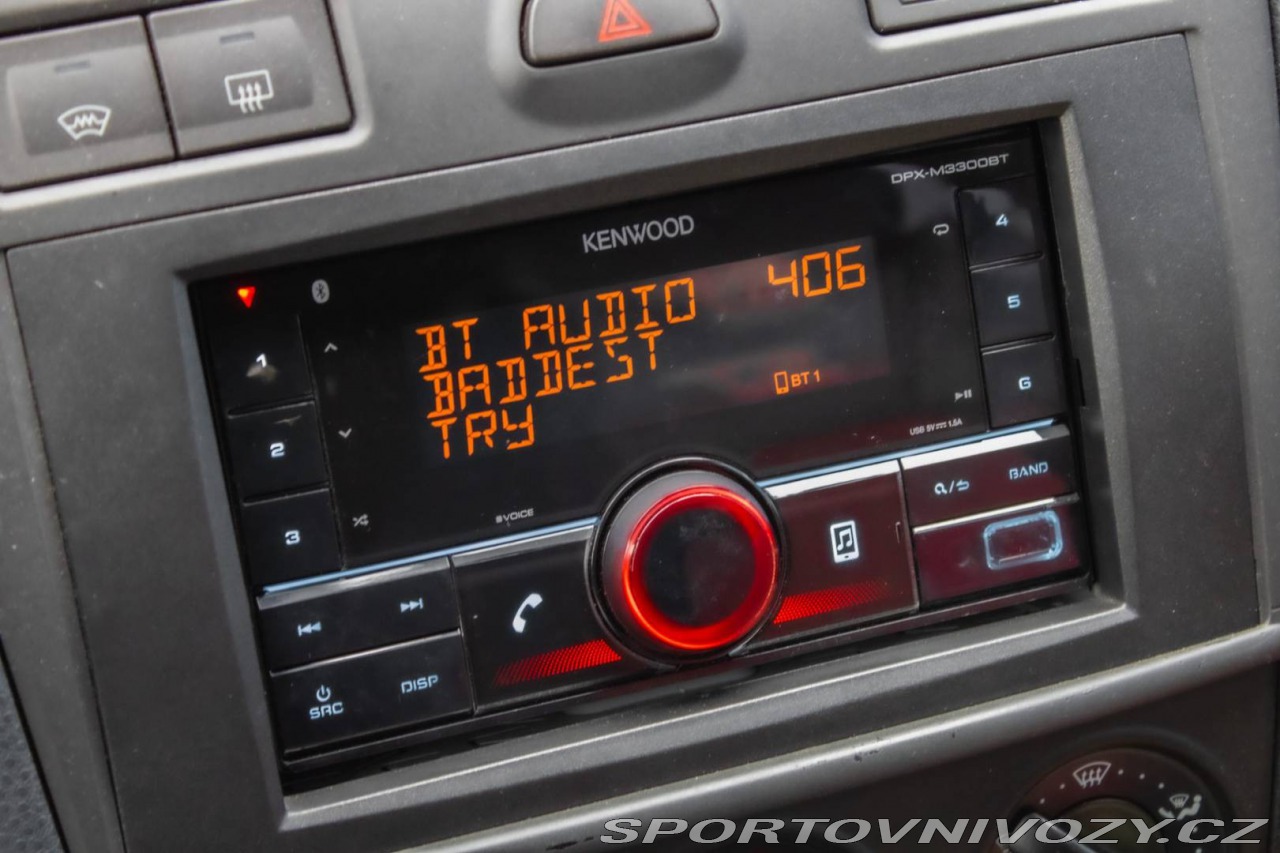 DPX-M3300BT
KENWOOD
BT AUDIO 406
BADDEST
TRY
BT 1
1
2
3
4
5
6
USB 5V 1.5A
VOICE
BAND
SRC
DISP
SPORTOVNIVOZY.CZ